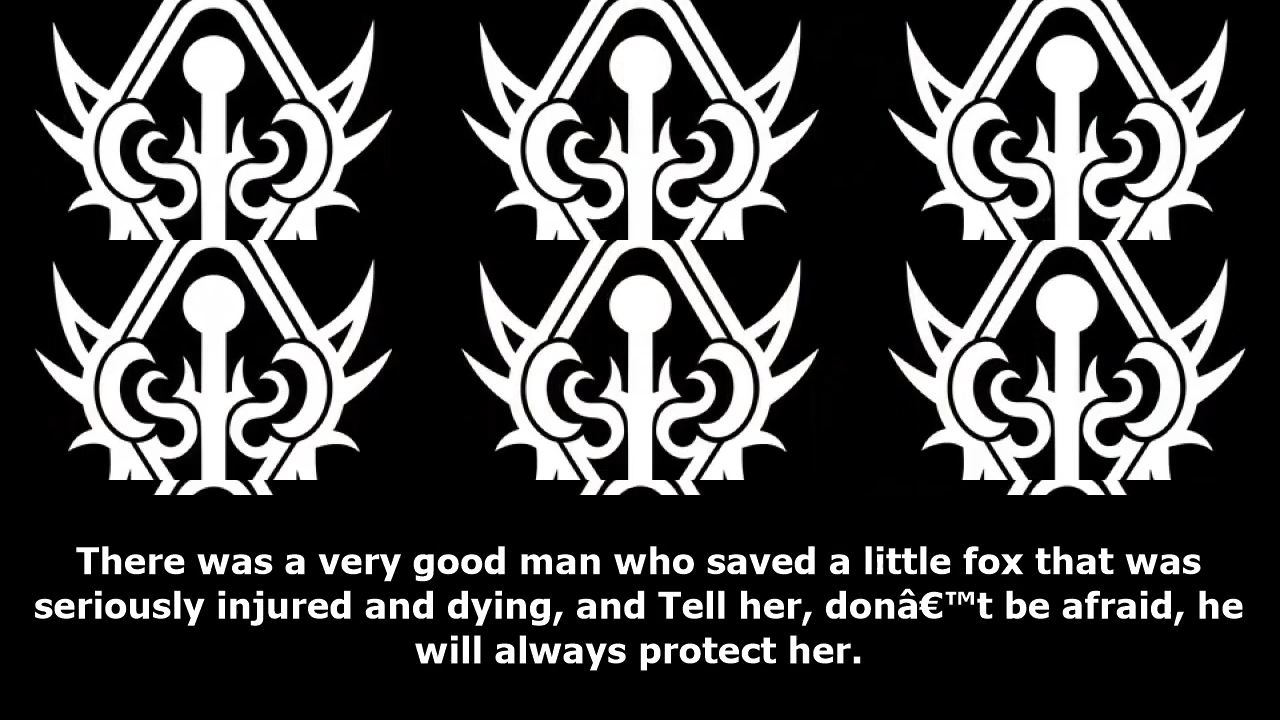 There was a very good man who saved a little fox that was
seriously injured and dying, and Tell her, donâ€™t be afraid, he
will always protect her.